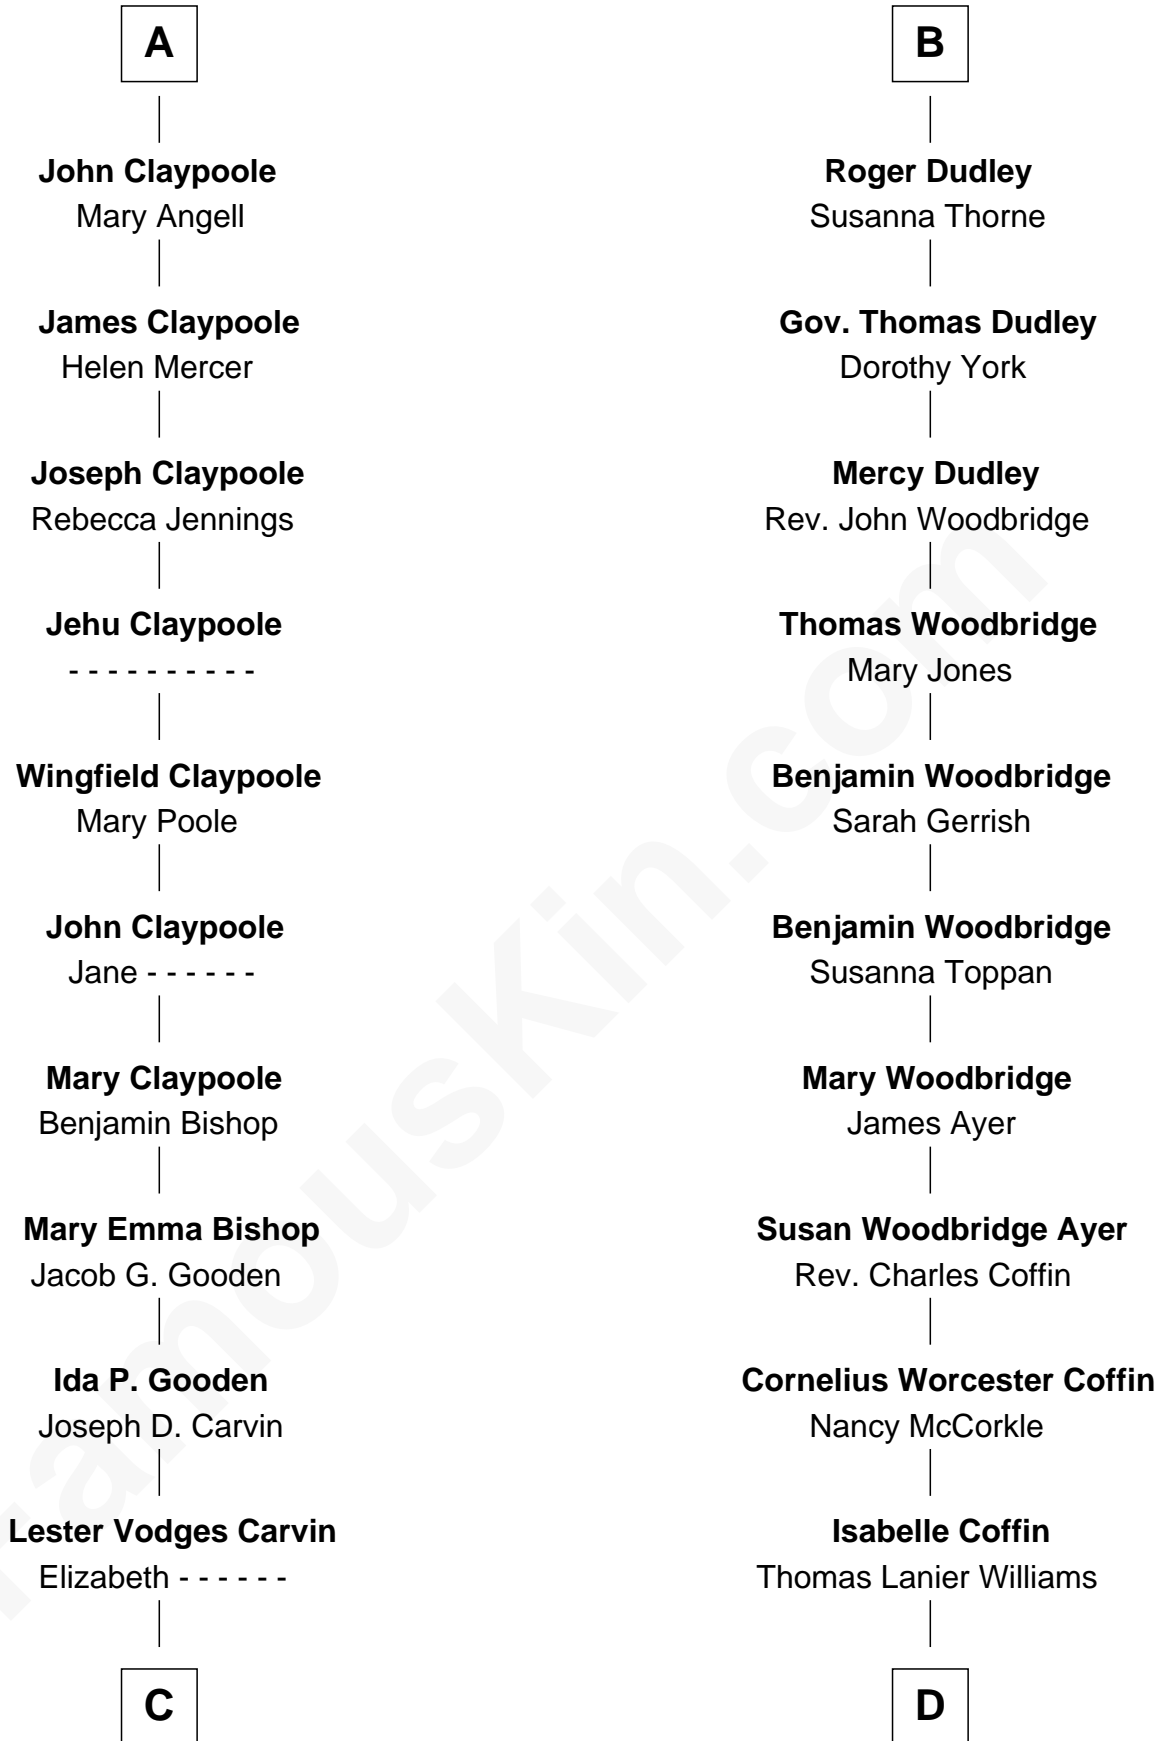 A
John Claypoole
Mary Angell
James Claypoole
Helen Mercer
Joseph Claypoole
Rebecca Jennings
Jehu Claypoole
- - - - - - - - - -
Wingfield Claypoole
Mary Poole
John Claypoole
Jane - - - - - -
Mary Claypoole
Benjamin Bishop
Mary Emma Bishop
Jacob G. Gooden
Ida P. Gooden
Joseph D. Carvin
Lester Vodges Carvin
Elizabeth - - - - - -
C
B
Roger Dudley
Susanna Thorne
Gov. Thomas Dudley
Dorothy York
Mercy Dudley
Rev. John Woodbridge
Thomas Woodbridge
Mary Jones
Benjamin Woodbridge
Sarah Gerrish
Benjamin Woodbridge
Susanna Toppan
Mary Woodbridge
James Ayer
Susan Woodbridge Ayer
Rev. Charles Coffin
Cornelius Worcester Coffin
Nancy McCorkle
Isabelle Coffin
Thomas Lanier Williams
D
FamousKin.com